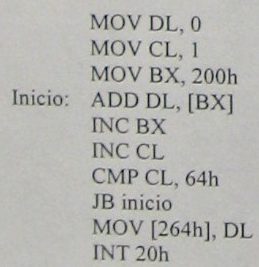 MOV DL, 0
MOV CL, 1
MOV BX, 200h
Inicio: ADD DL, [BX]
INC BX
INC CL
CMP CL, 64h
JB inicio
MOV [264h], DL
INT 20h